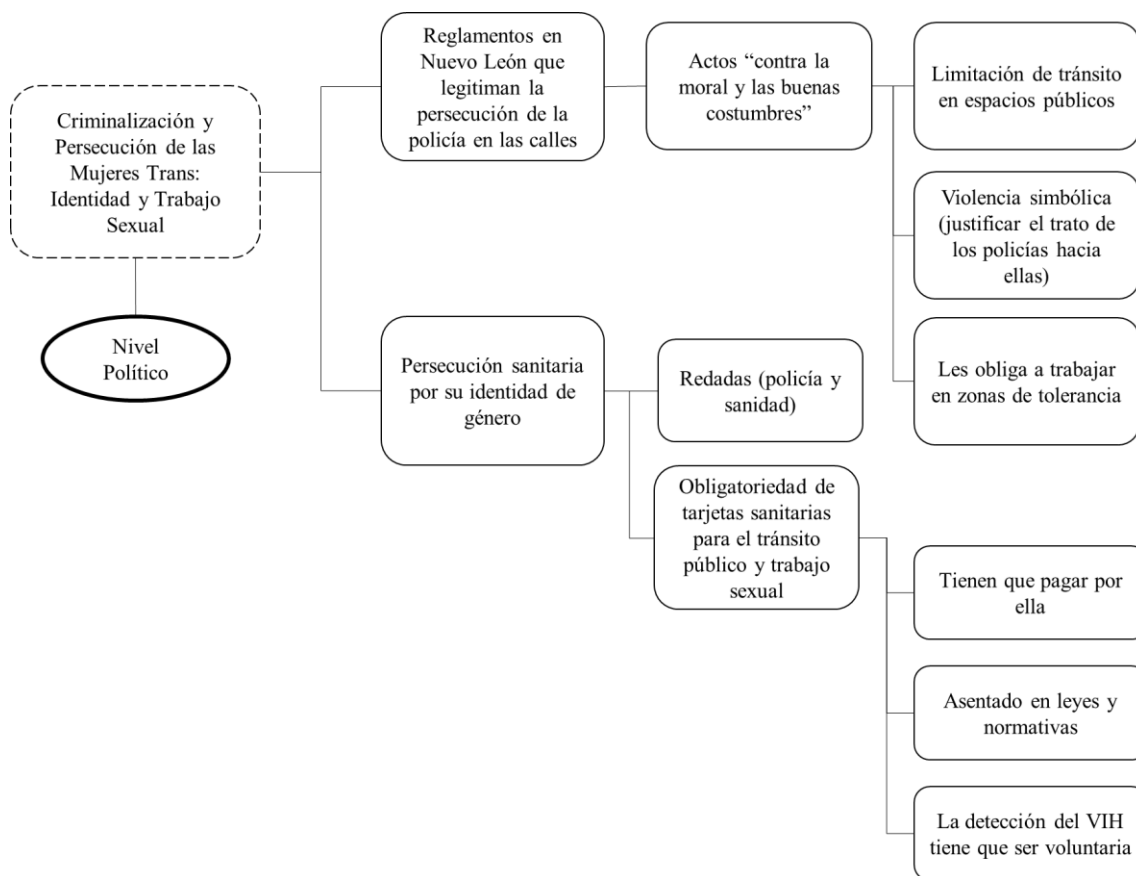 Criminalización y
Persecución de las
Mujeres Trans:
Identidad y Trabajo
Sexual
Nivel
Político
Reglamentos en
Nuevo León que
legitiman la
persecución de la
policía en las calles
Actos “contra la
moral y las buenas
costumbres”
Limitación de tránsito
en espacios públicos
Violencia simbólica
(justificar el trato de
los policías hacia
ellas)
Les obliga a trabajar
en zonas de tolerancia
Persecución sanitaria
por su identidad de
género
Redadas (policía y
sanidad)
Obligatoriedad de
tarjetas sanitarias
para el tránsito
público y trabajo
sexual
Tienen que pagar por
ella
Asentado en leyes y
normativas
La detección del VIH
tiene que ser voluntaria